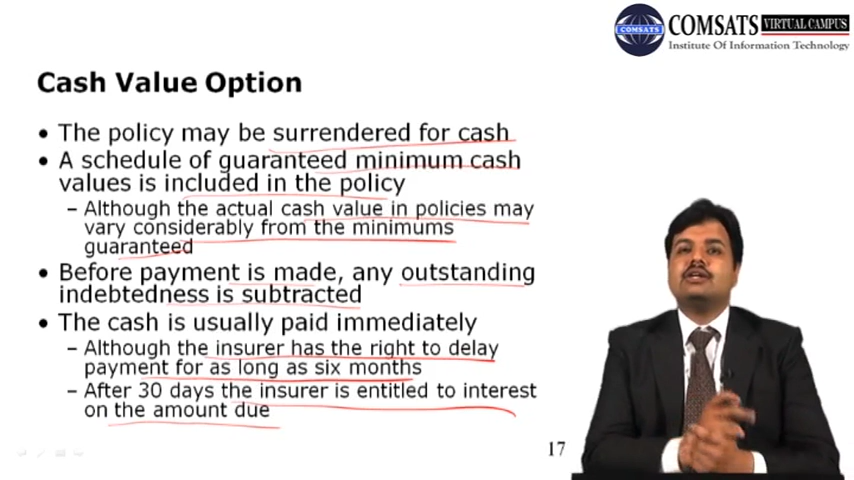 COMSATS VIRTUAL CAMPUS
COMSATS
Institute Of Information Technology
Cash Value Option
• The policy may be surrendered for cash
• A schedule of guaranteed minimum cash
values is included in the policy
– Although the actual cash value in policies may
vary considerably from the minimums
guaranteed
• Before payment is made, any outstanding
indebtedness is subtracted
• The cash is usually paid immediately
– Although the insurer has the right to delay
payment for as long as six months
– After 30 days the insurer is entitled to interest
on the amount due
17